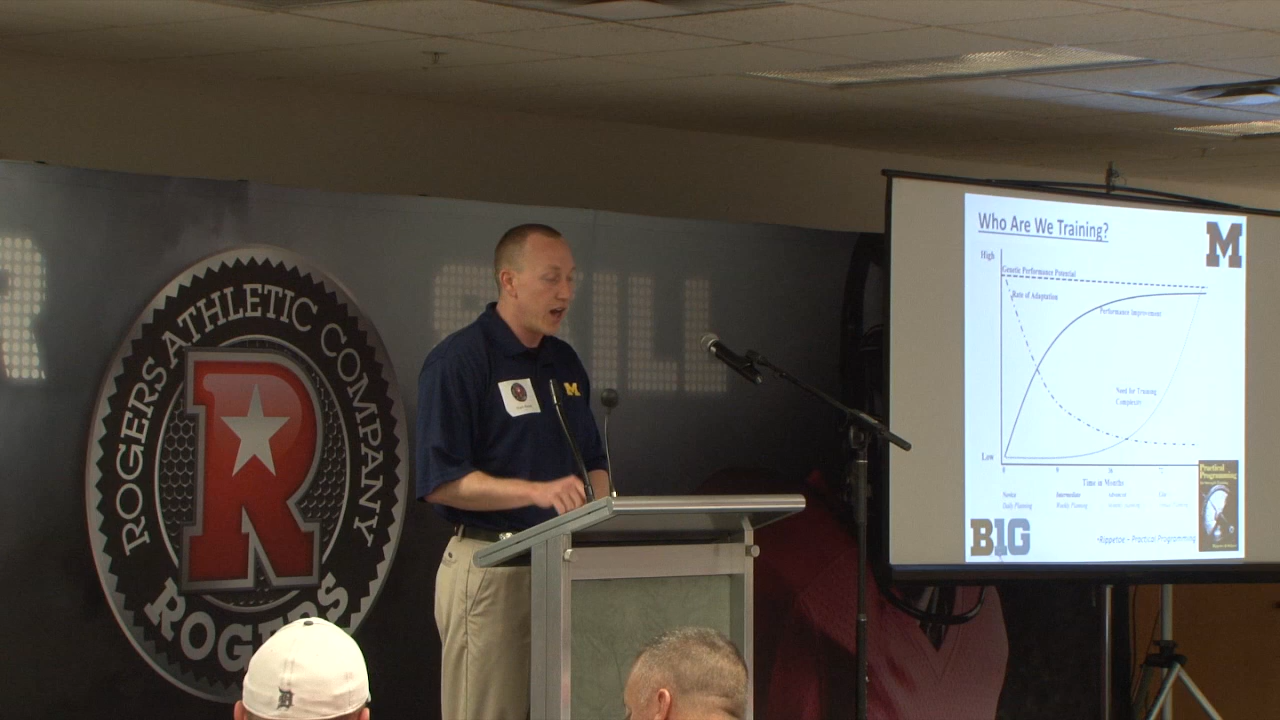 ROGERS ATHLETIC COMPANY
R
ROGERS
M
D
Who Are We Training?
M
High
Genetic Performance Potential
Rate of Adaptation
Performance Improvement
Need for Training
Complexity
Low
0
Time in Months
Novice
Intermediate
Advanced
Daily Planning
Weekly Planning
Practical
Programming
B1G
•Rippetoe – Practical Programming